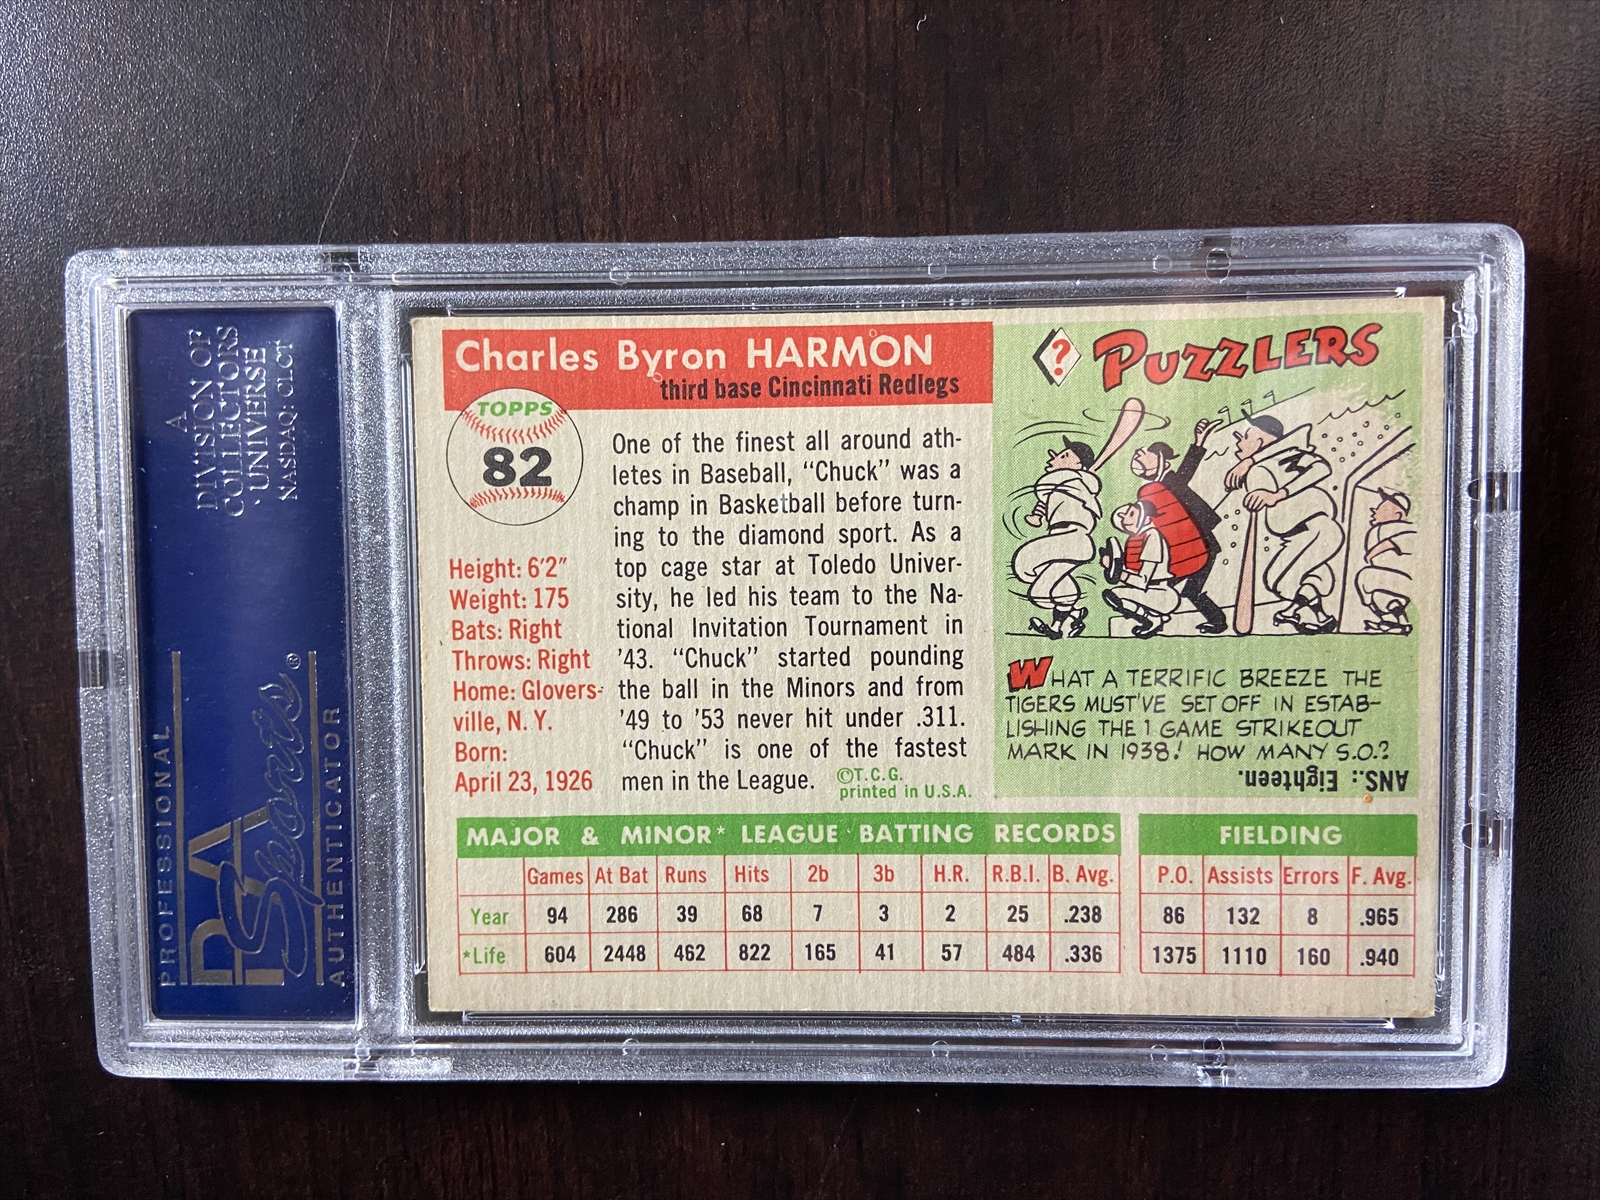 A
DIVISION OF
COLLECTORS
UNIVERSE
NASDAQ: CLCT
PROFESSIONAL
PSA
Sports®
AUTHENTICATOR
Charles Byron HARMON
third base Cincinnati Redlegs
TOPPS
82
Height: 6'2"
Weight: 175
Bats: Right
Throws: Right
Home: Glovers-
ville, N. Y.
Born:
April 23, 1926
One of the finest all around ath-
letes in Baseball, "Chuck" was a
champ in Basketball before turn-
ing to the diamond sport. As a
top cage star at Toledo Univer-
sity, he led his team to the Na-
tional Invitation Tournament in
'43. "Chuck" started pounding
the ball in the Minors and from
'49 to '53 never hit under .311.
"Chuck" is one of the fastest
men in the League.
©T.C.G.
printed in U.S.A.
? PUZZLERS
WHAT A TERRIFIC BREEZE THE
TIGERS MUST'VE SET OFF IN ESTAB-
LISHING THE 1 GAME STRIKEOUT
MARK IN 1938! HOW MANY S.O.?
ANS.: Eighteen.
MAJOR & MINOR* LEAGUE BATTING RECORDS
Games At Bat Runs Hits 2b 3b H.R. R.B.I. B. Avg.
Year 94 286 39 68 7 3 2 25 .238
*Life 604 2448 462 822 165 41 57 484 .336
FIELDING
P.O. Assists Errors F. Avg.
86 132 8 .965
1375 1110 160 .940